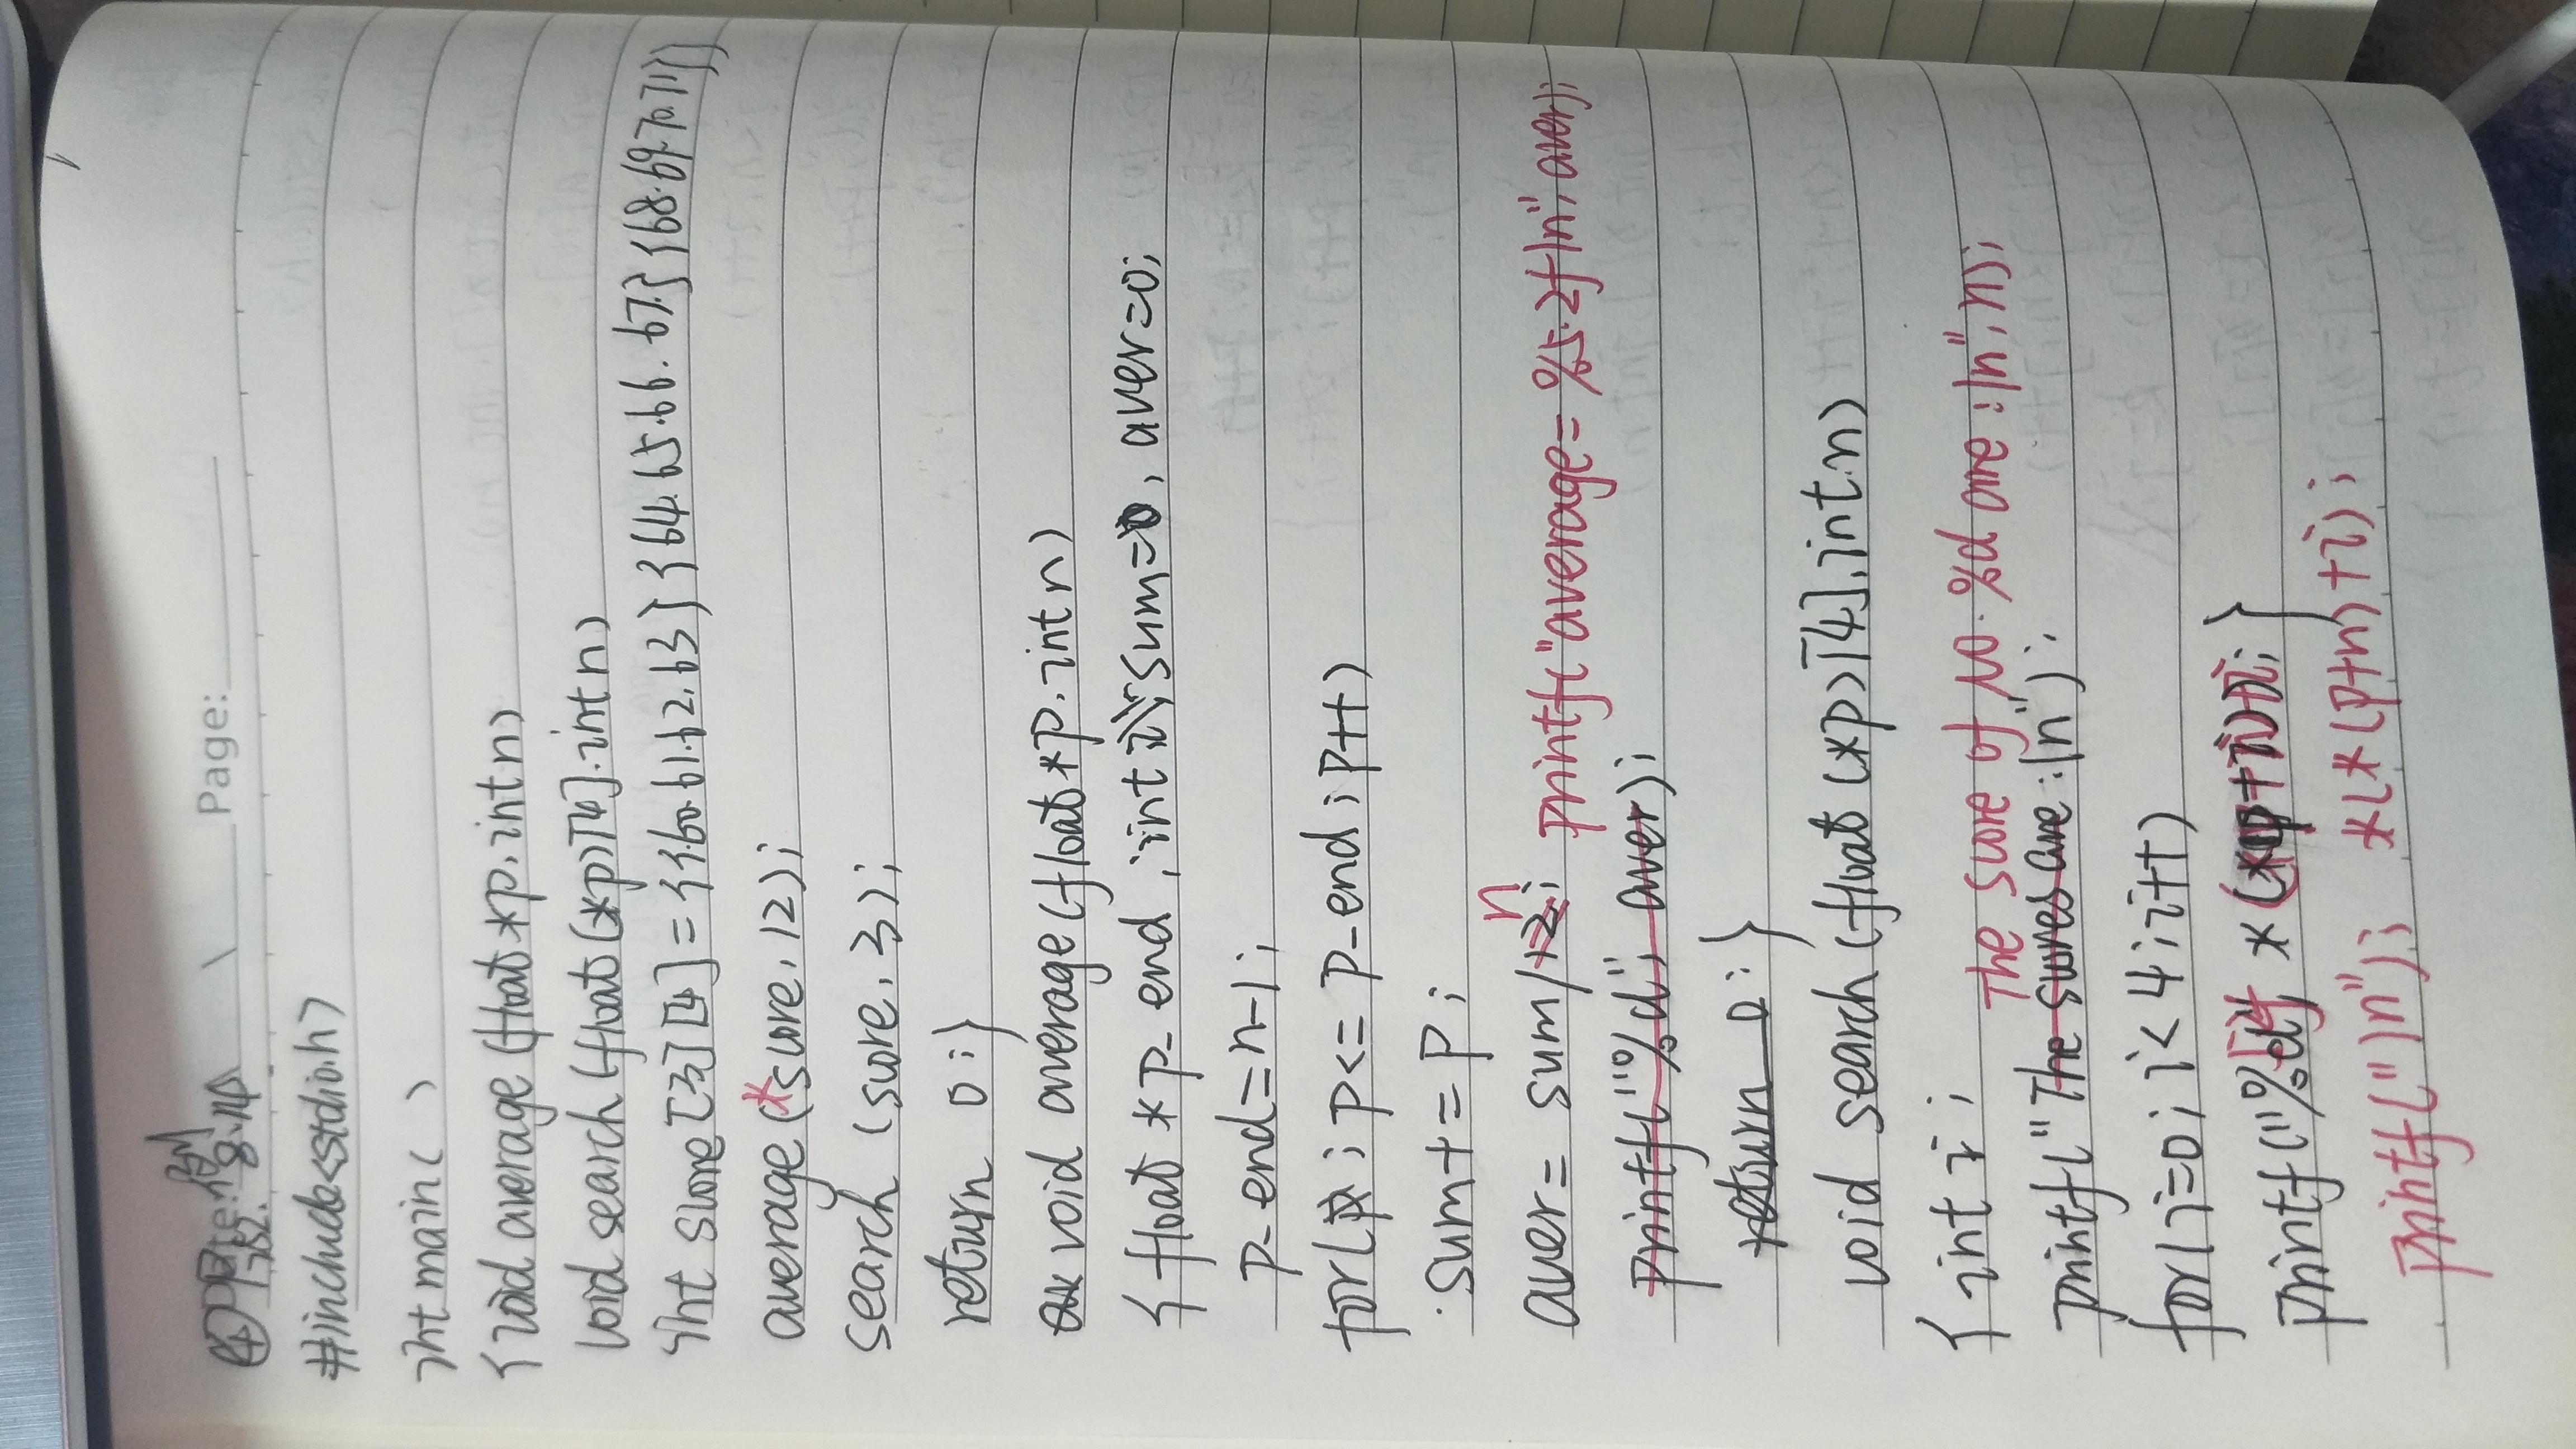 ④ P282. 例8.14 Page:
#include<stdio.h>
int main( )
{void average(float *p, int n)
void search(float(*p)[4], int n)
int score[3][4]={{60.61.62.63}{64.65.66.67.}{68.69.70.71}}
average(*score, 12);
search (score, 3);
return 0;}
void average(float *p, int n)
{ float *p_end, int sum=0, aver=0;
p_end=n-1;
for( ; p<= p_end; p++)
sum+=p;
aver= sum/n; printf("average=%5.2f\n", aver);
printf("%d", aver);
return 0;}
void search(float (*p)[4], int n)
{int i;
The score of NO.%d are:\n", n);
printf("The scores are:\n");
for(i=0; i<4; i++)
printf("% *( ; }
printf("\n"); *(*(p+n)+i);